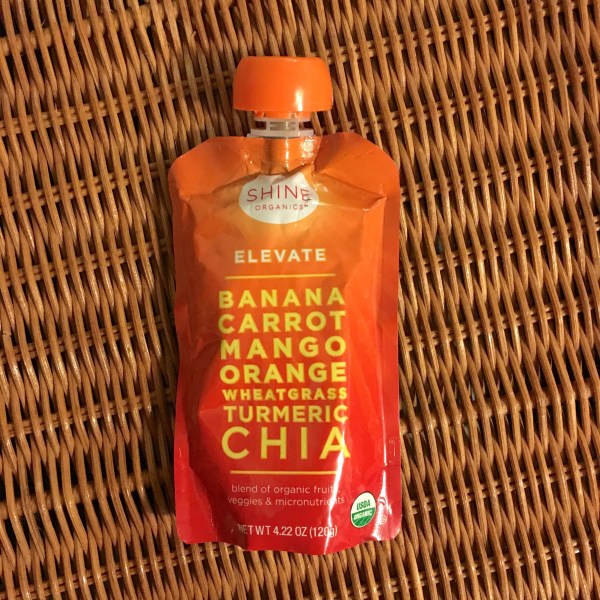 SHINE
ORGANICS™
ELEVATE
BANANA
CARROT
MANGO
ORANGE
WHEATGRASS
TURMERIC
CHIA
blend of organic fruit
veggies & micronutrients
NET WT 4.22 OZ (120g)
USDA
ORGANIC